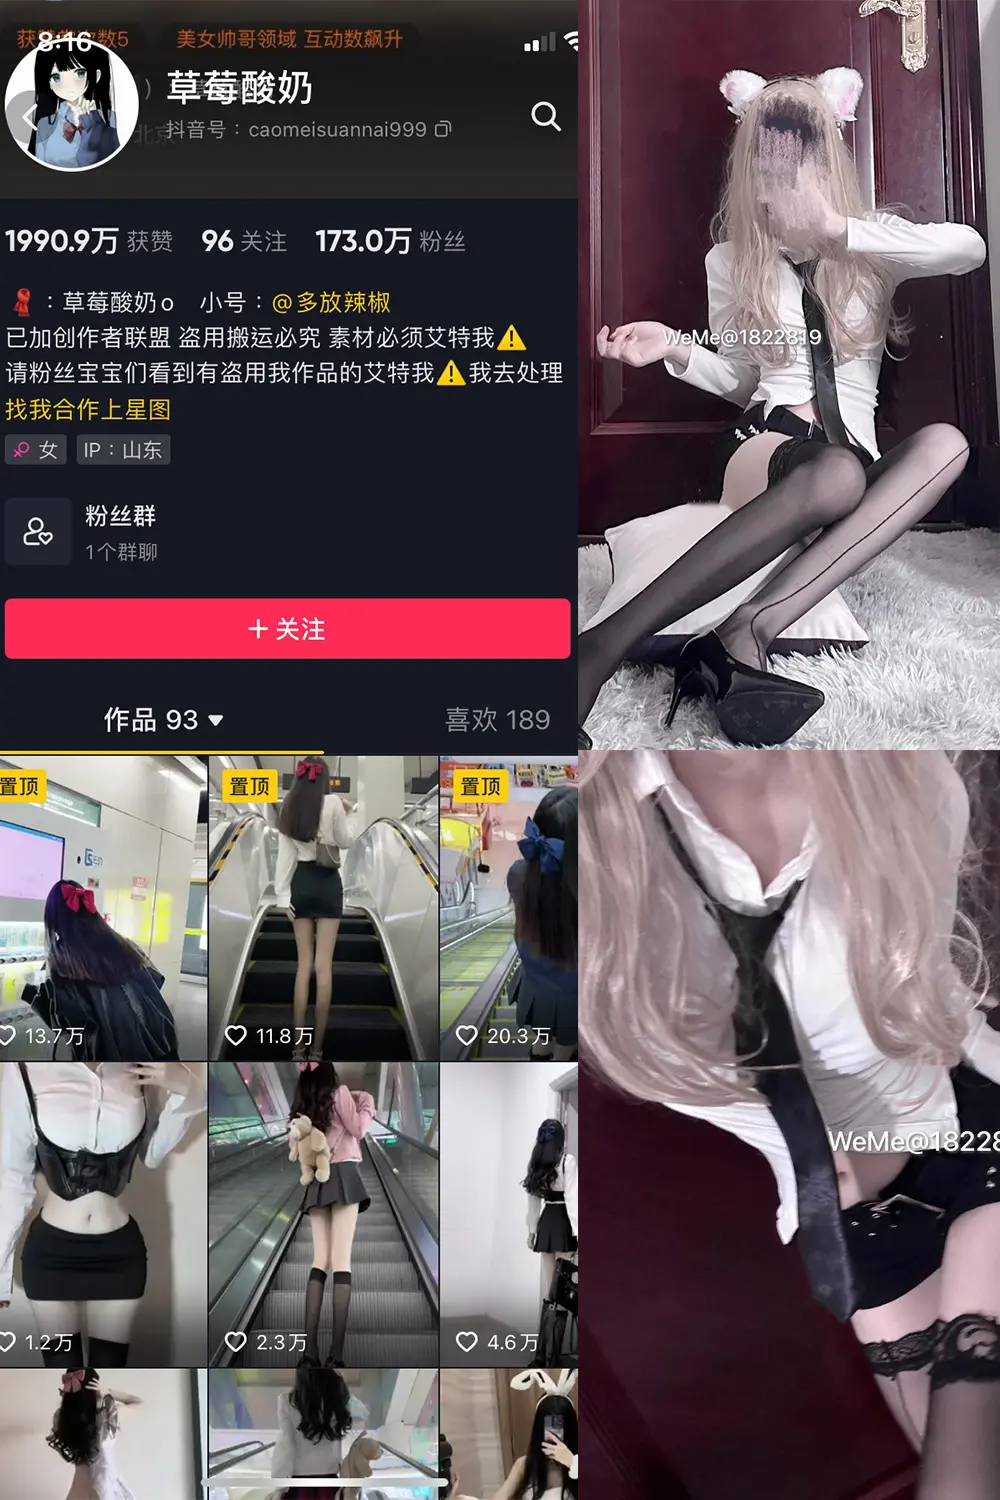 获赞
数5
美女帅哥领域 互动数飙升
8:16
草莓酸奶
抖音号：caomeisuannai999
北京
1990.9万 获赞 96 关注 173.0万 粉丝
：草莓酸奶o 小号：@多放辣椒
已加创作者联盟 盗用搬运必究 素材必须艾特我⚠️
请粉丝宝宝们看到有盗用我作品的艾特我⚠️我去处理
找我合作上星图
女 IP：山东
粉丝群
1个群聊
+ 关注
作品 93 喜欢 189
置顶 置顶 置顶
13.7万 11.8万 20.3万
1.2万 2.3万 4.6万
WeMe@1822819
WeMe@18228